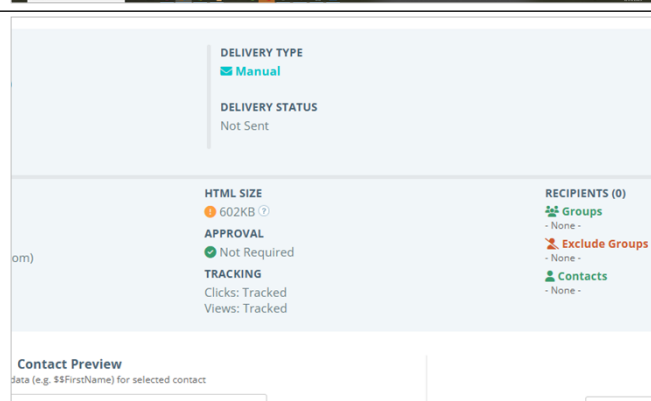 DELIVERY TYPE
Manual
DELIVERY STATUS
Not Sent
HTML SIZE
602KB
APPROVAL
Not Required
TRACKING
Clicks: Tracked
Views: Tracked
RECIPIENTS (0)
Groups
- None -
Exclude Groups
- None -
Contacts
- None -
om)
Contact Preview
data (e.g. $$FirstName) for selected contact